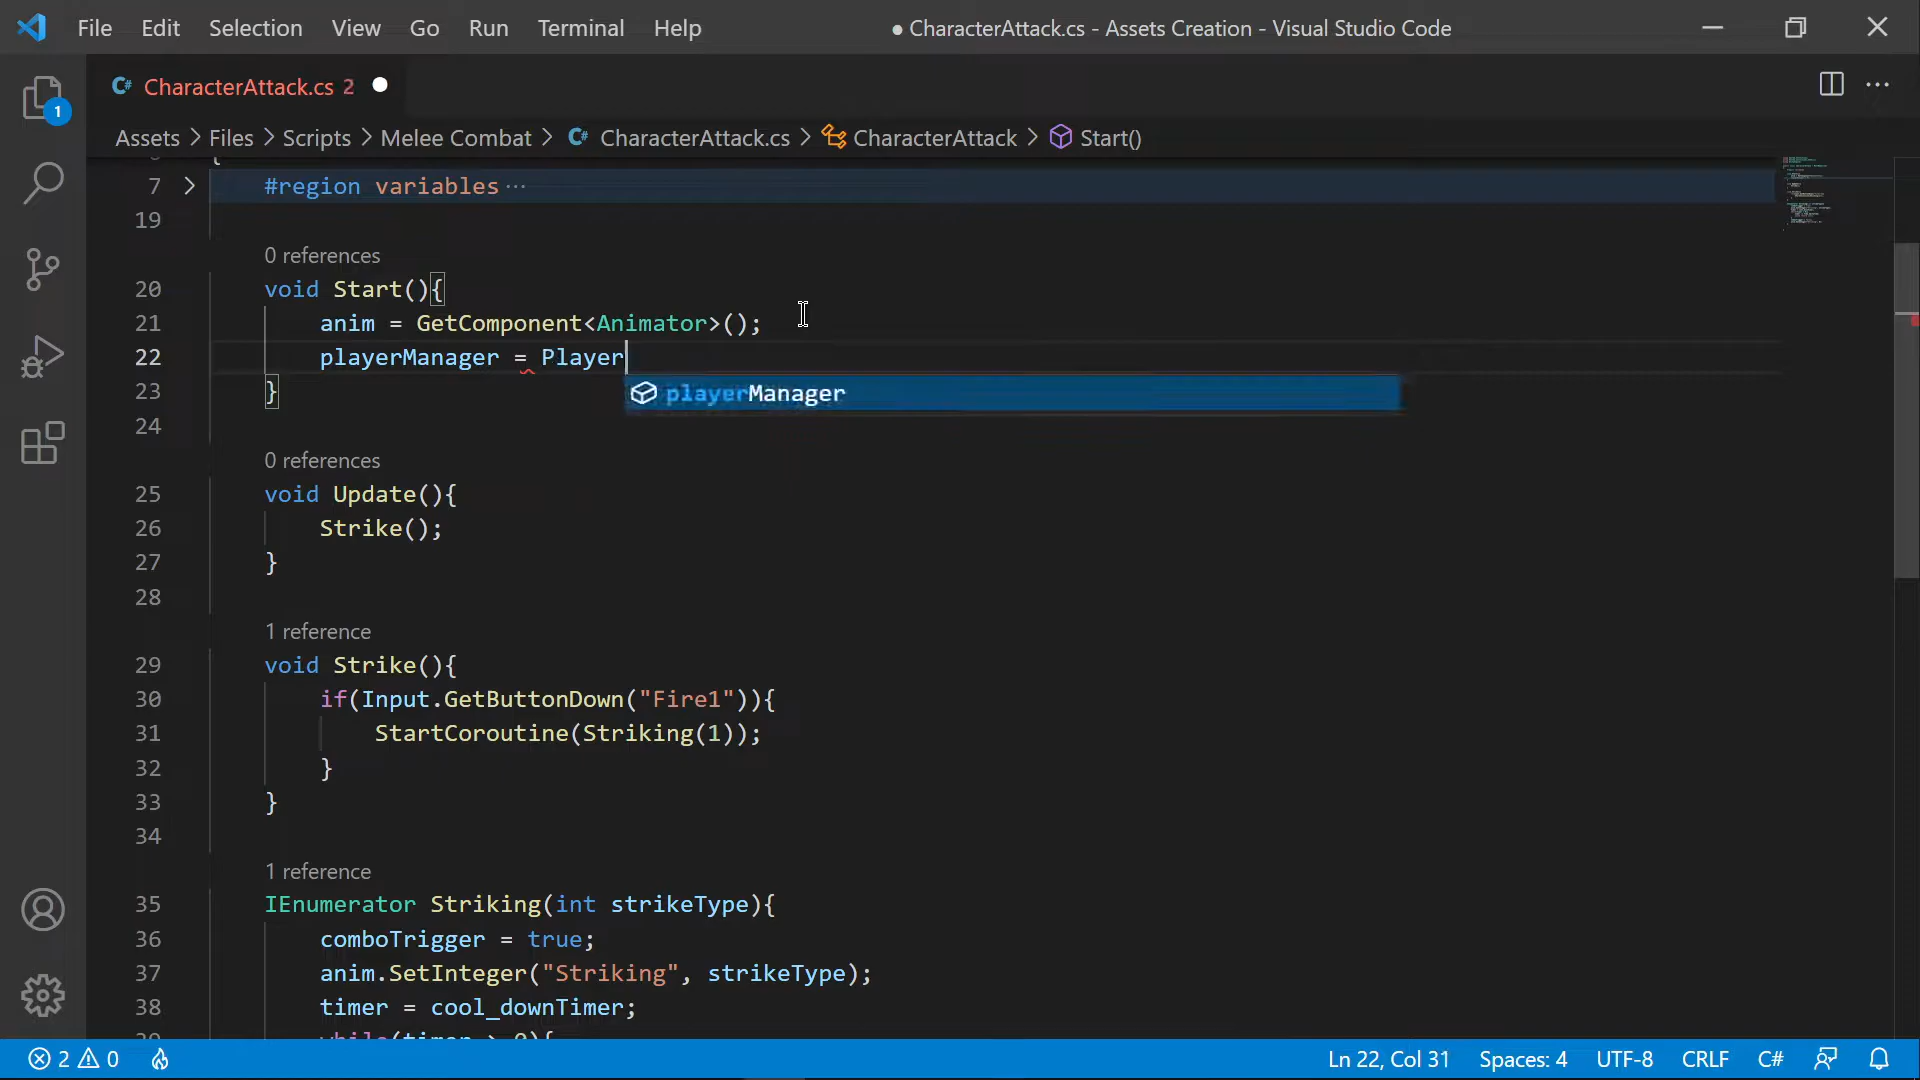 File Edit Selection View Go Run Terminal Help ● CharacterAttack.cs - Assets Creation - Visual Studio Code
C# CharacterAttack.cs 2 ●
Assets > Files > Scripts > Melee Combat > C# CharacterAttack.cs > CharacterAttack > Start()
1
7 > #region variables ···
19
0 references
20 void Start(){
21 anim = GetComponent<Animator>();
22 playerManager = Player
playerManager
23 }
24
0 references
25 void Update(){
26 Strike();
27 }
28
1 reference
29 void Strike(){
30 if(Input.GetButtonDown("Fire1")){
31 StartCoroutine(Striking(1));
32 }
33 }
34
1 reference
35 IEnumerator Striking(int strikeType){
36 comboTrigger = true;
37 anim.SetInteger("Striking", strikeType);
38 timer = cool_downTimer;
2 0 Ln 22, Col 31 Spaces: 4 UTF-8 CRLF C#